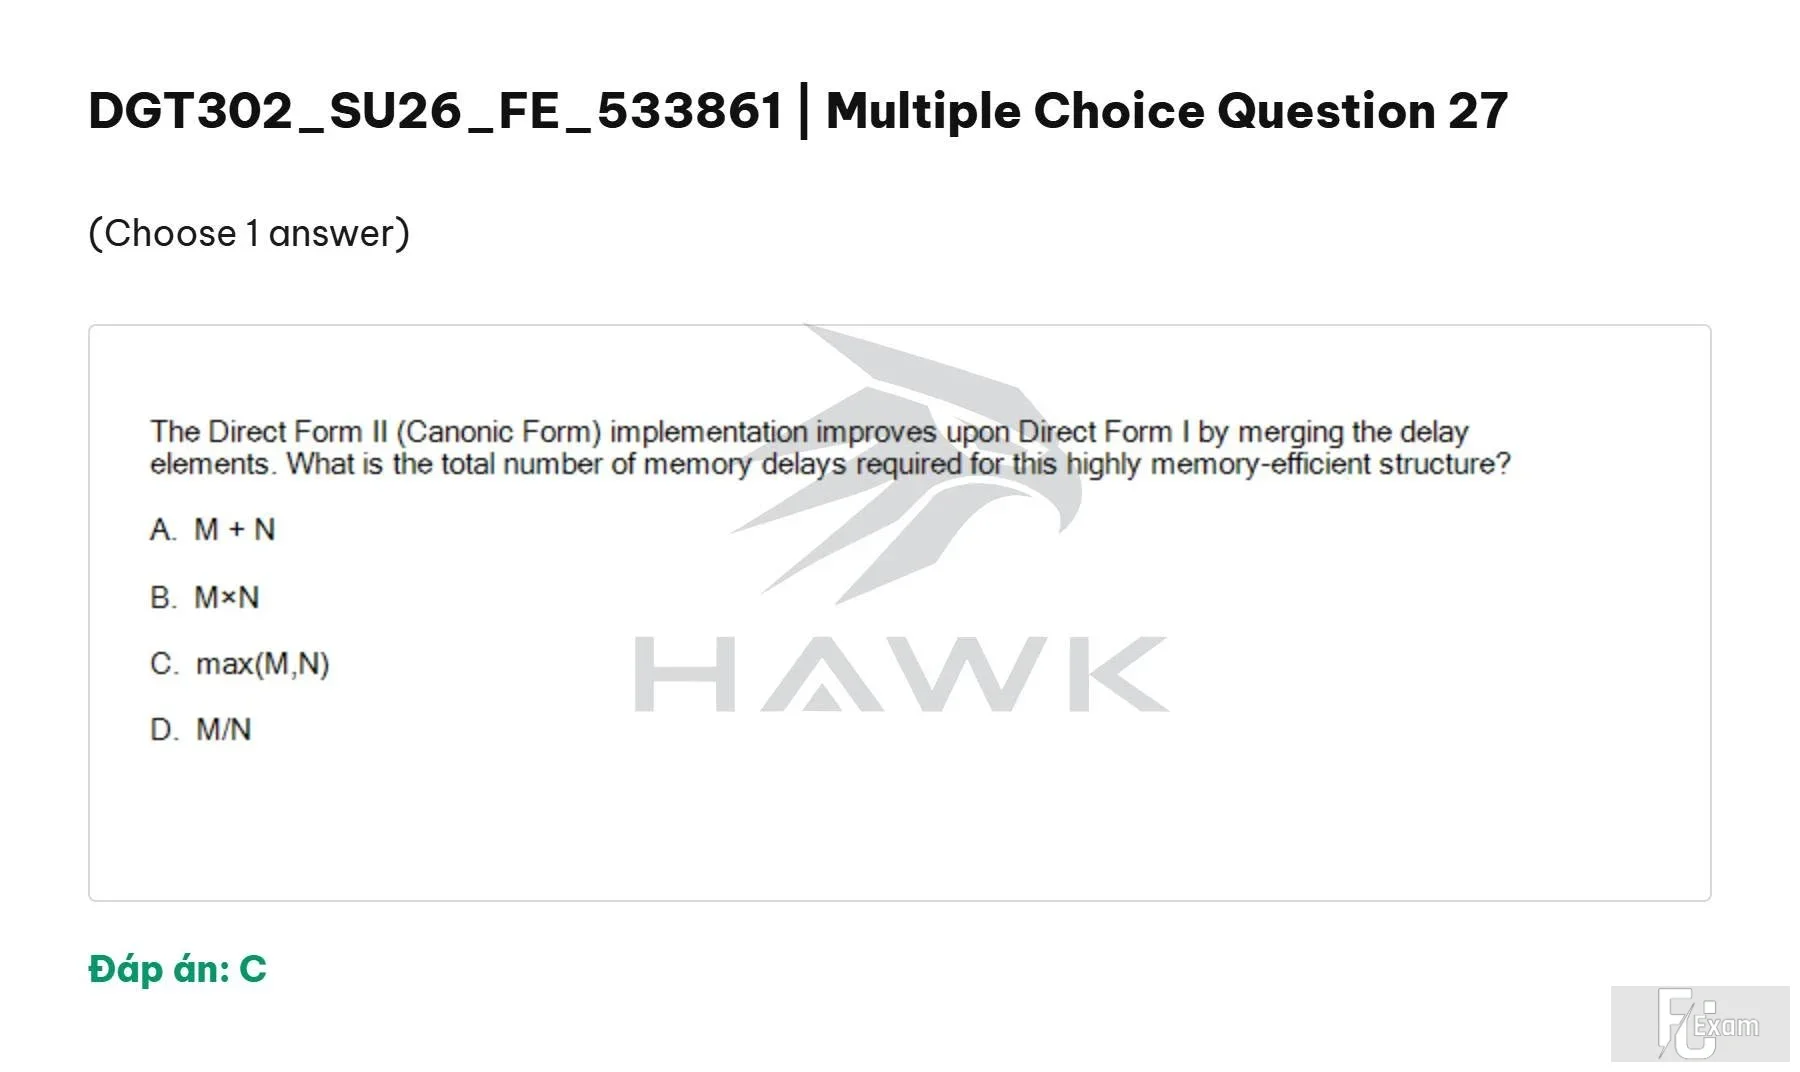 DGT302_SU26_FE_533861 | Multiple Choice Question 27
(Choose 1 answer)
The Direct Form II (Canonic Form) implementation improves upon Direct Form I by merging the delay
elements. What is the total number of memory delays required for this highly memory-efficient structure?
A. M + N
B. M×N
C. max(M,N)
D. M/N
HAWK
Đáp án: C
FU Exam